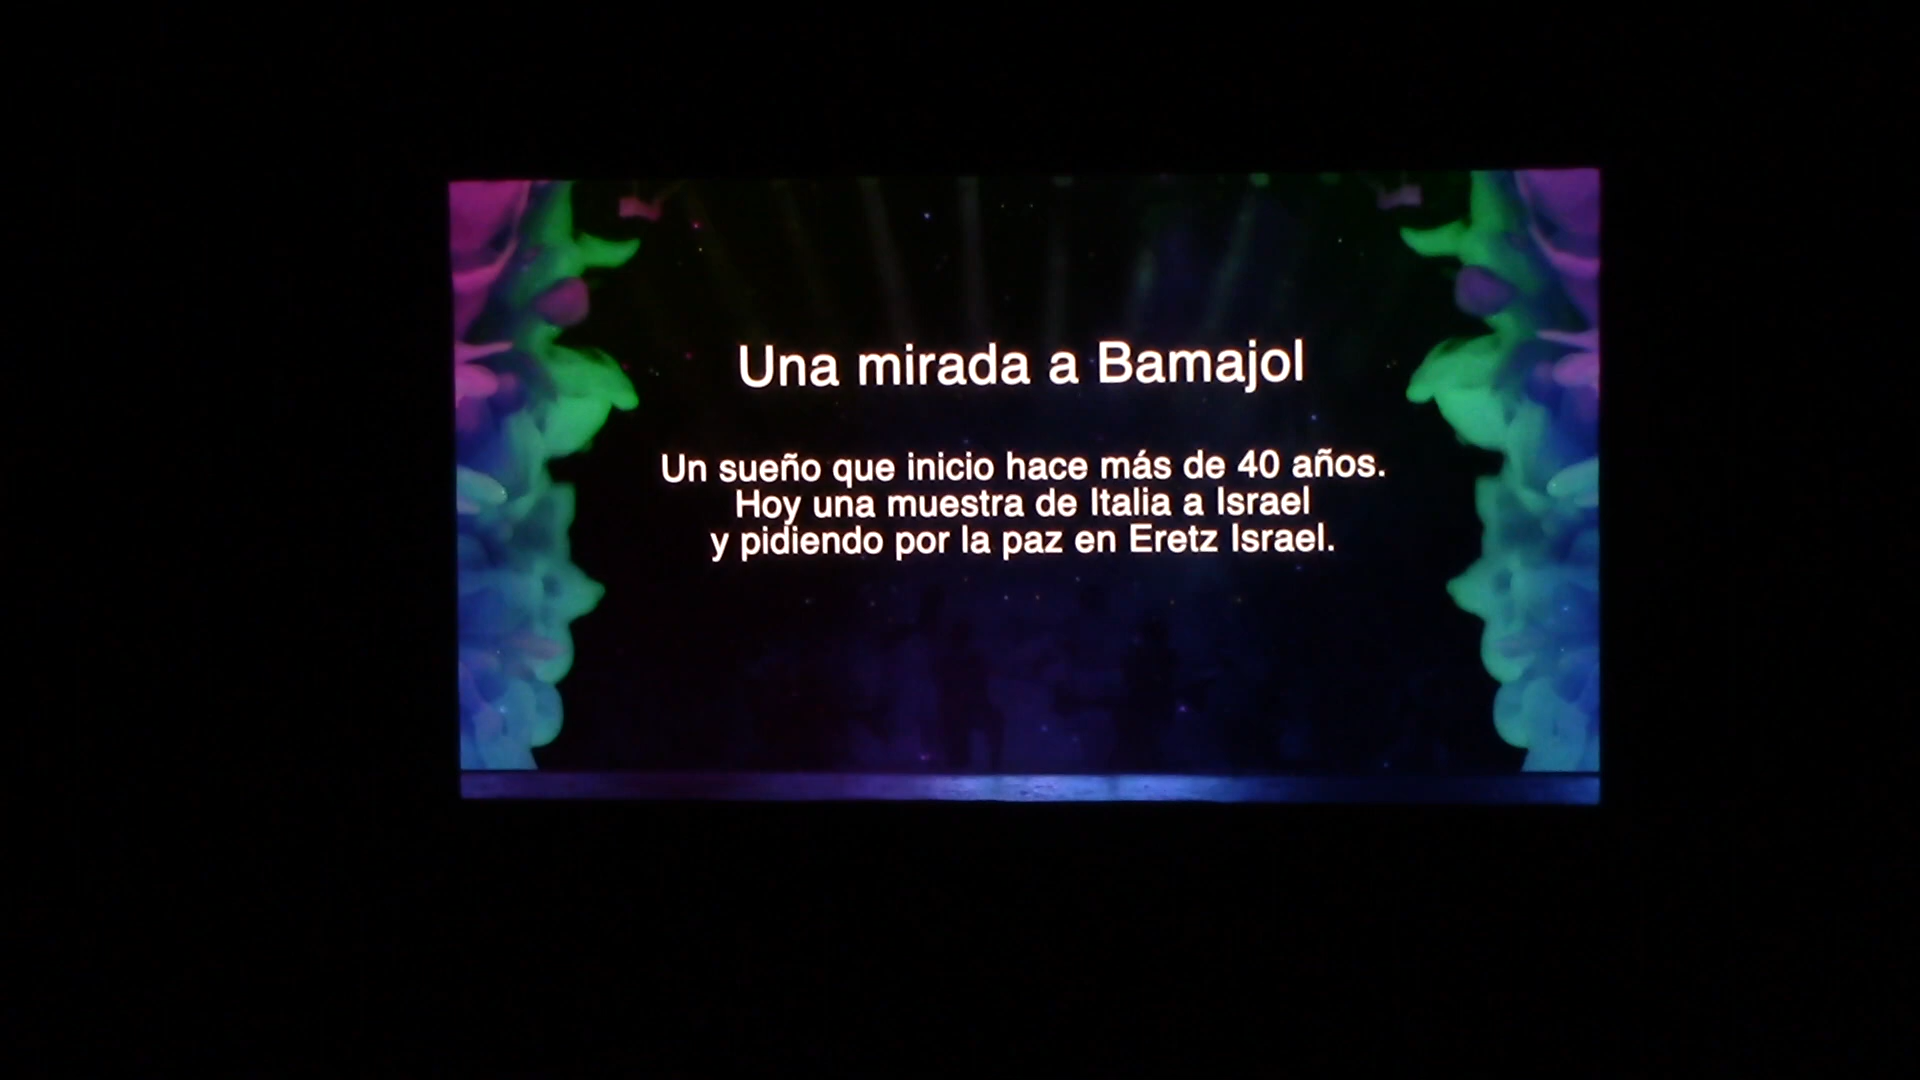 Una mirada a Bamajol
Un sueño que inicio hace más de 40 años.
Hoy una muestra de Italia a Israel
y pidiendo por la paz en Eretz Israel.